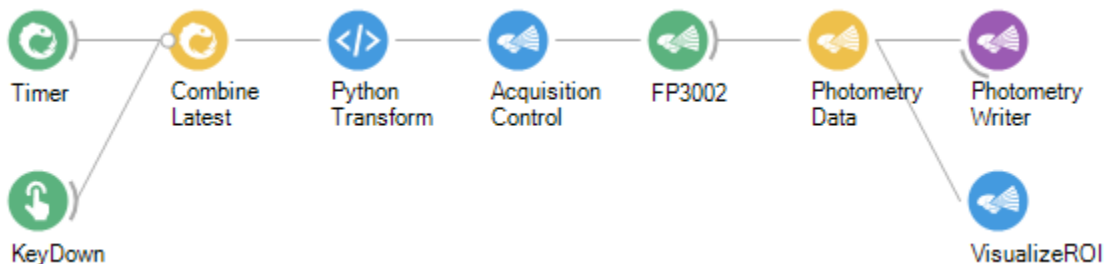 </>
Timer
Combine
Latest
Python
Transform
Acquisition
Control
FP3002
Photometry
Data
Photometry
Writer
KeyDown
VisualizeROI